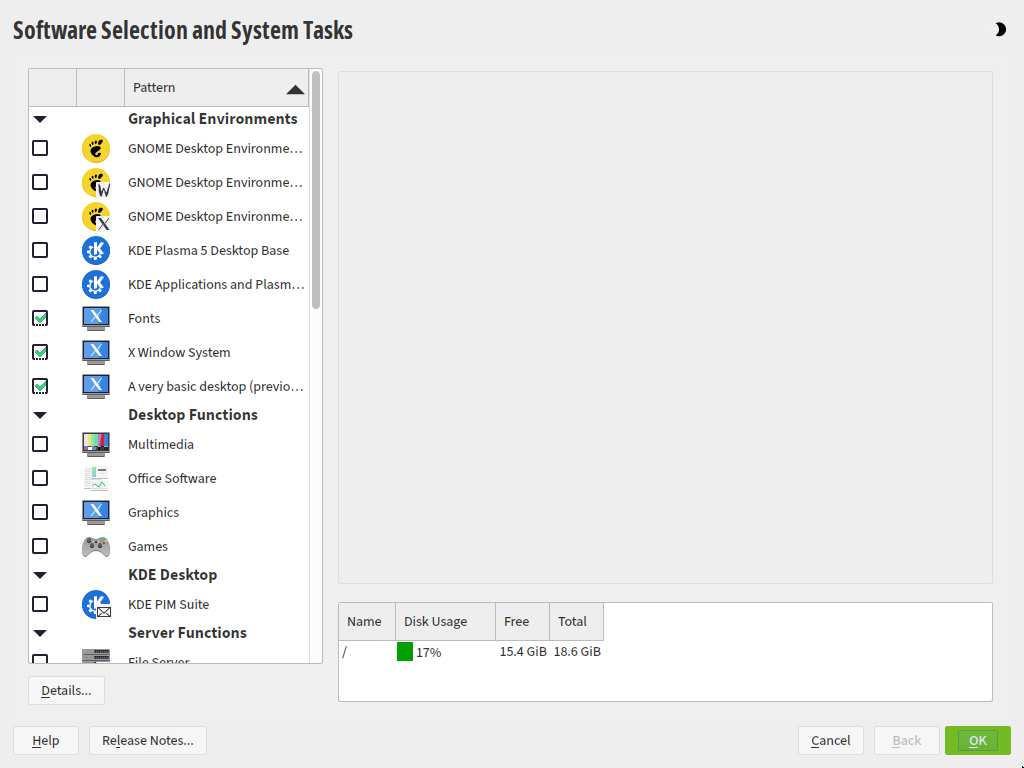 Software Selection and System Tasks
Pattern
Graphical Environments
GNOME Desktop Environme...
GNOME Desktop Environme...
GNOME Desktop Environme...
KDE Plasma 5 Desktop Base
KDE Applications and Plasm...
Fonts
X Window System
A very basic desktop (previo...
Desktop Functions
Multimedia
Office Software
Graphics
Games
KDE Desktop
KDE PIM Suite
Server Functions
File Server
Name Disk Usage Free Total
/ 17% 15.4 GiB 18.6 GiB
Details...
Help Release Notes... Cancel Back OK